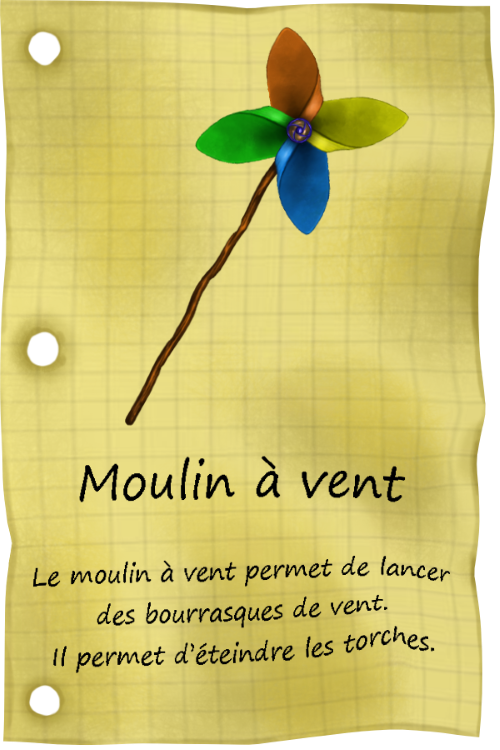 Moulin à vent
Le moulin à vent permet de lancer
des bourrasques de vent.
Il permet d'éteindre les torches.